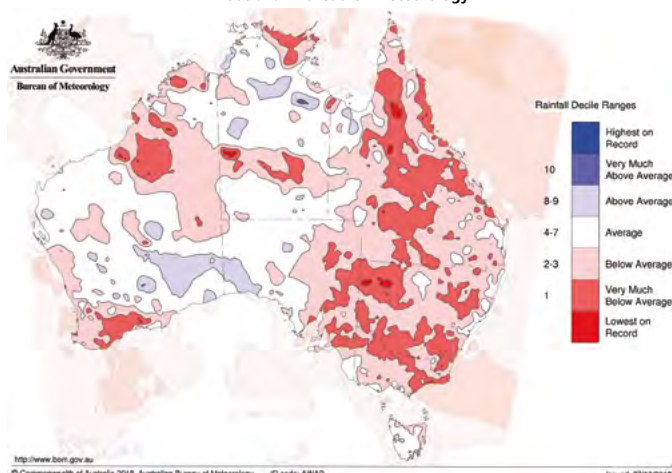 Australian Government
Bureau of Meteorology
Rainfall Decile Ranges
Highest on
Record
10
Very Much
Above Average
8-9
Above Average
4-7
Average
2-3
Below Average
1
Very Much
Below Average
Lowest on
Record
http://www.bom.gov.au